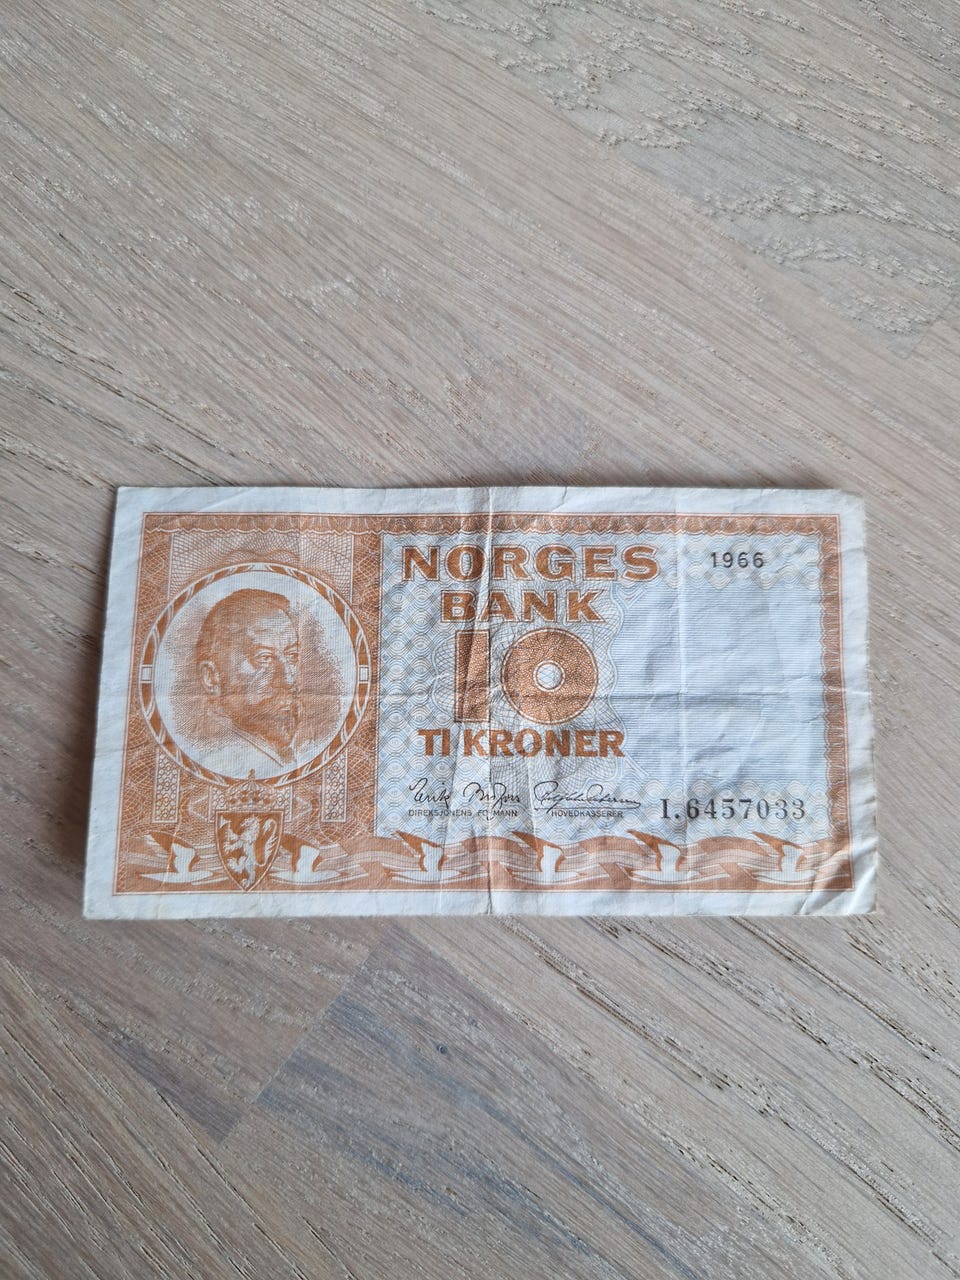 NORGES
1966
BANK
10
TI KRONER
DIREKSJONENS FORMANN
HOVEDKASSERER
I.6457033